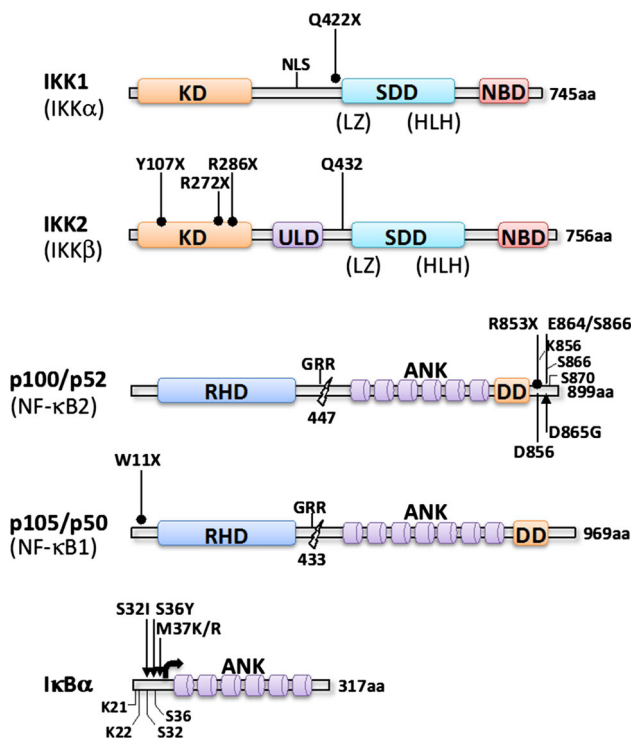 Q422X
NLS
IKK1
(IKKα)
KD
SDD
NBD
745aa
(LZ)
(HLH)
Y107X
R286X
R272X
Q432
IKK2
(IKKβ)
KD
ULD
SDD
NBD
756aa
(LZ)
(HLH)
R853X
E864/S866
K856
S866
S870
GRR
ANK
p100/p52
(NF-κB2)
RHD
DD
899aa
447
D865G
D856
W11X
GRR
ANK
p105/p50
(NF-κB1)
RHD
DD
969aa
433
S32I
S36Y
M37K/R
IκBα
ANK
317aa
K21
S36
K22
S32